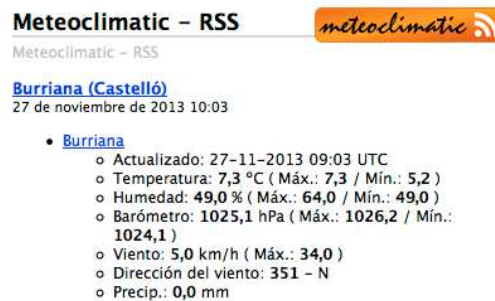 Meteoclimatic – RSS
meteoclimatic
Meteoclimatic – RSS
Burriana (Castelló)
27 de noviembre de 2013 10:03
• Burriana
○ Actualizado: 27-11-2013 09:03 UTC
○ Temperatura: 7,3 ºC ( Máx.: 7,3 / Mín.: 5,2 )
○ Humedad: 49,0 % ( Máx.: 64,0 / Mín.: 49,0 )
○ Barómetro: 1025,1 hPa ( Máx.: 1026,2 / Mín.:
1024,1 )
○ Viento: 5,0 km/h ( Máx.: 34,0 )
○ Dirección del viento: 351 - N
○ Precip.: 0,0 mm